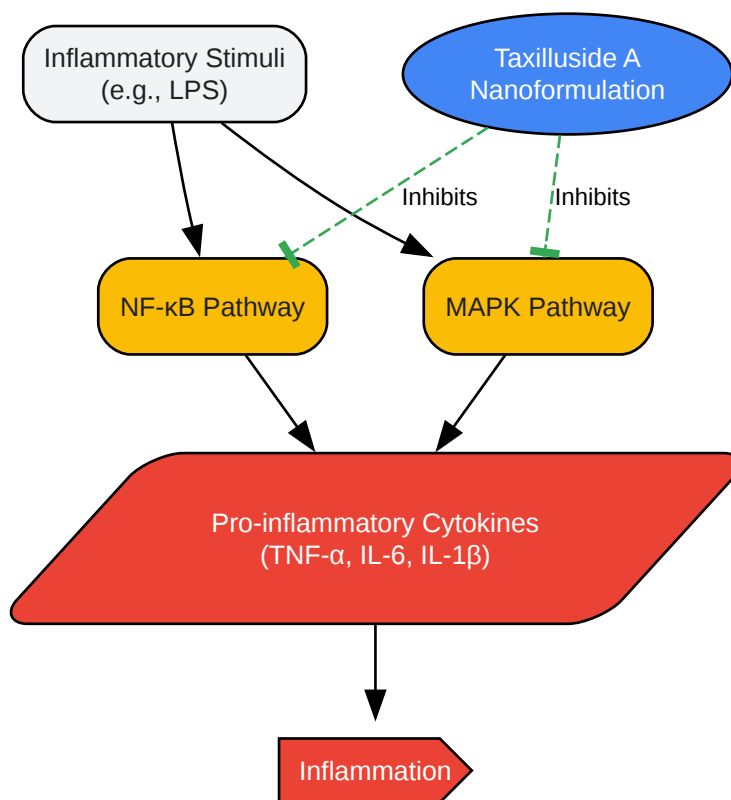 Inflammatory Stimuli
(e.g., LPS)
Taxilluside A
Nanoformulation
Inhibits
Inhibits
NF-κB Pathway
MAPK Pathway
Pro-inflammatory Cytokines
(TNF-α, IL-6, IL-1β)
Inflammation